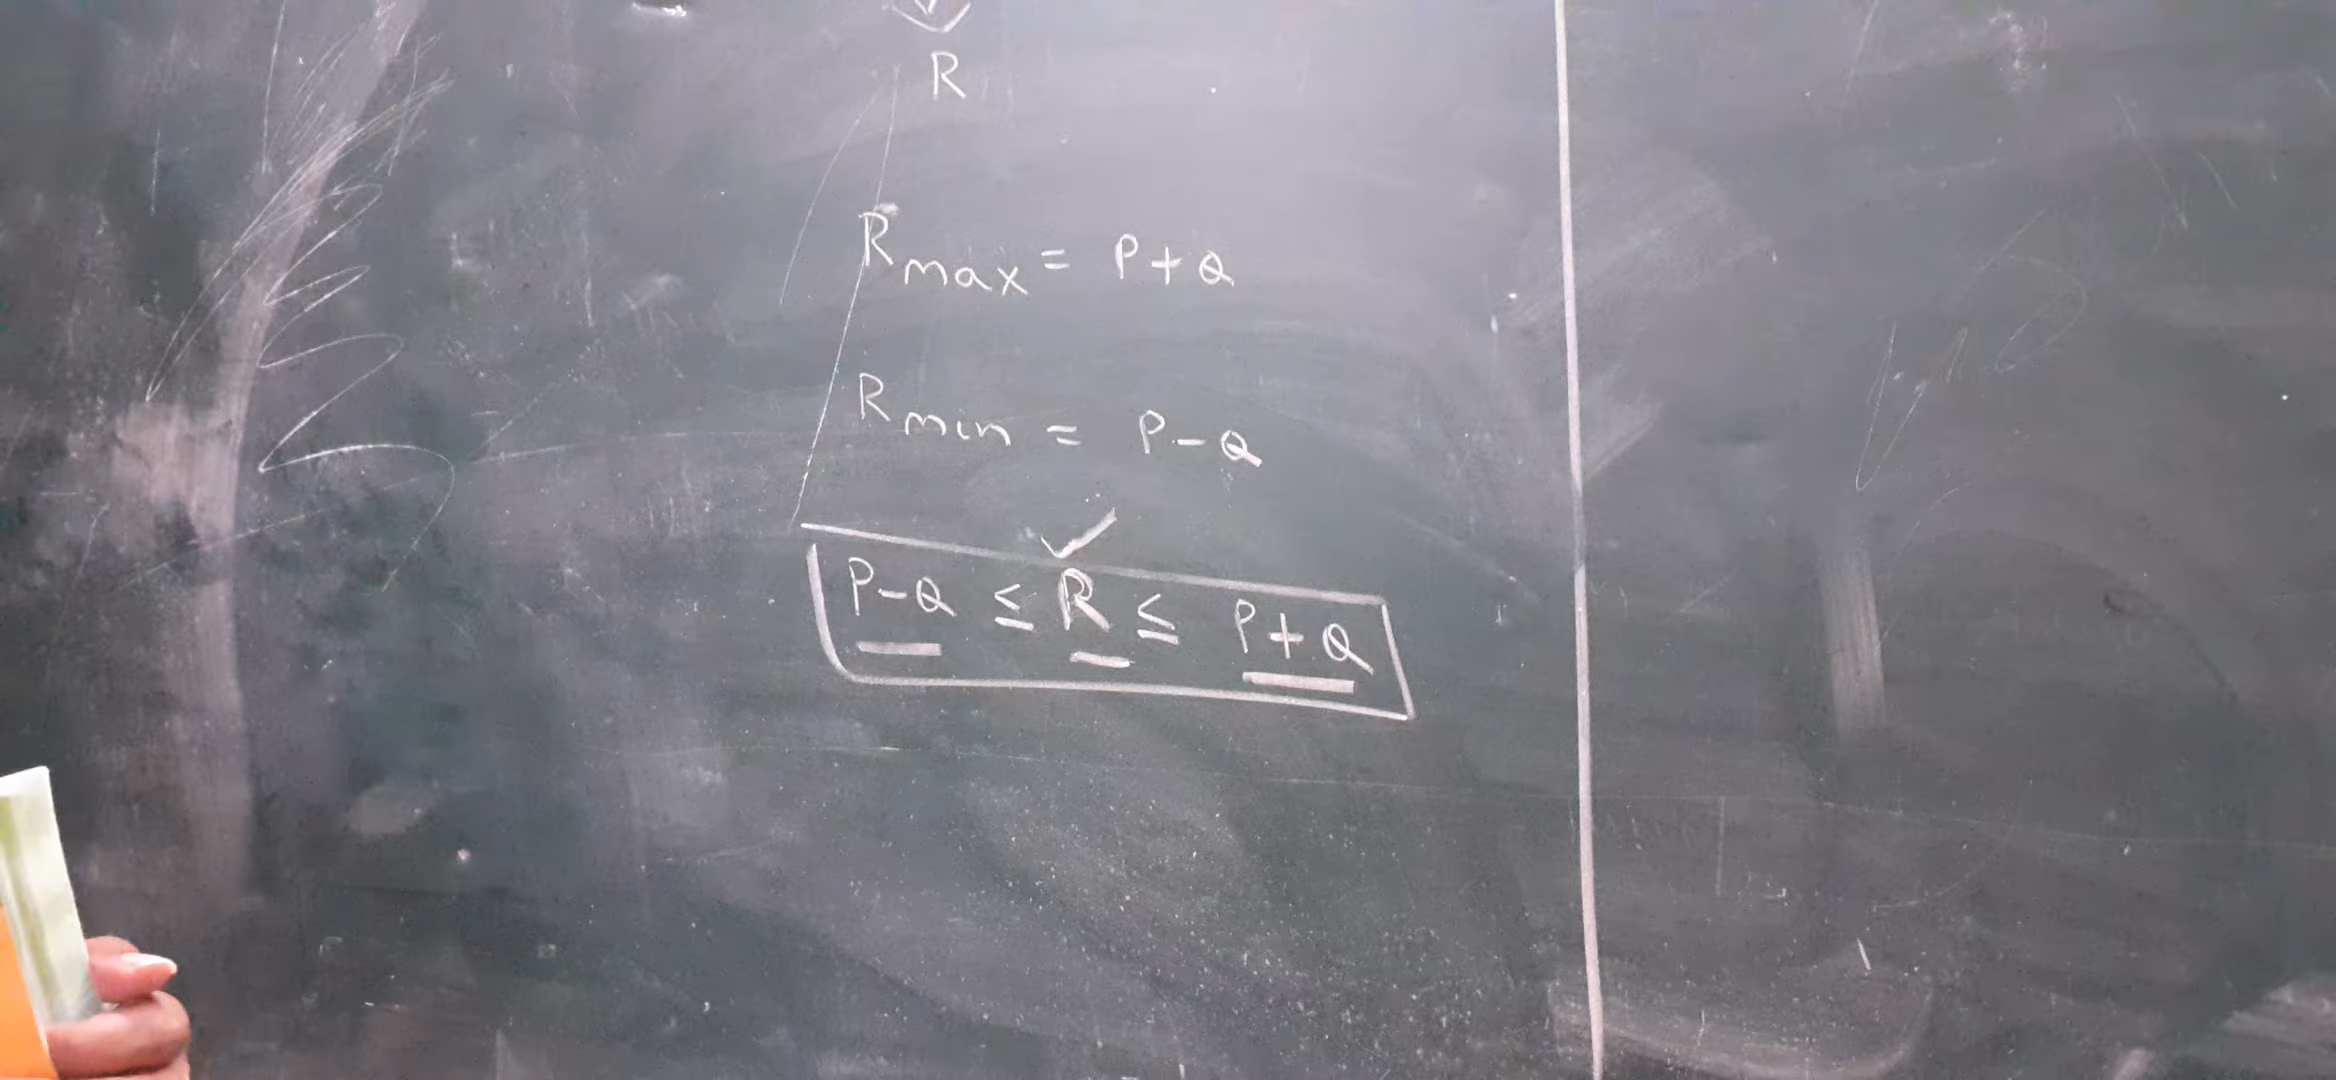 R
Rmax = P+Q
Rmin = P-Q
P-Q ≤ R ≤ P+Q